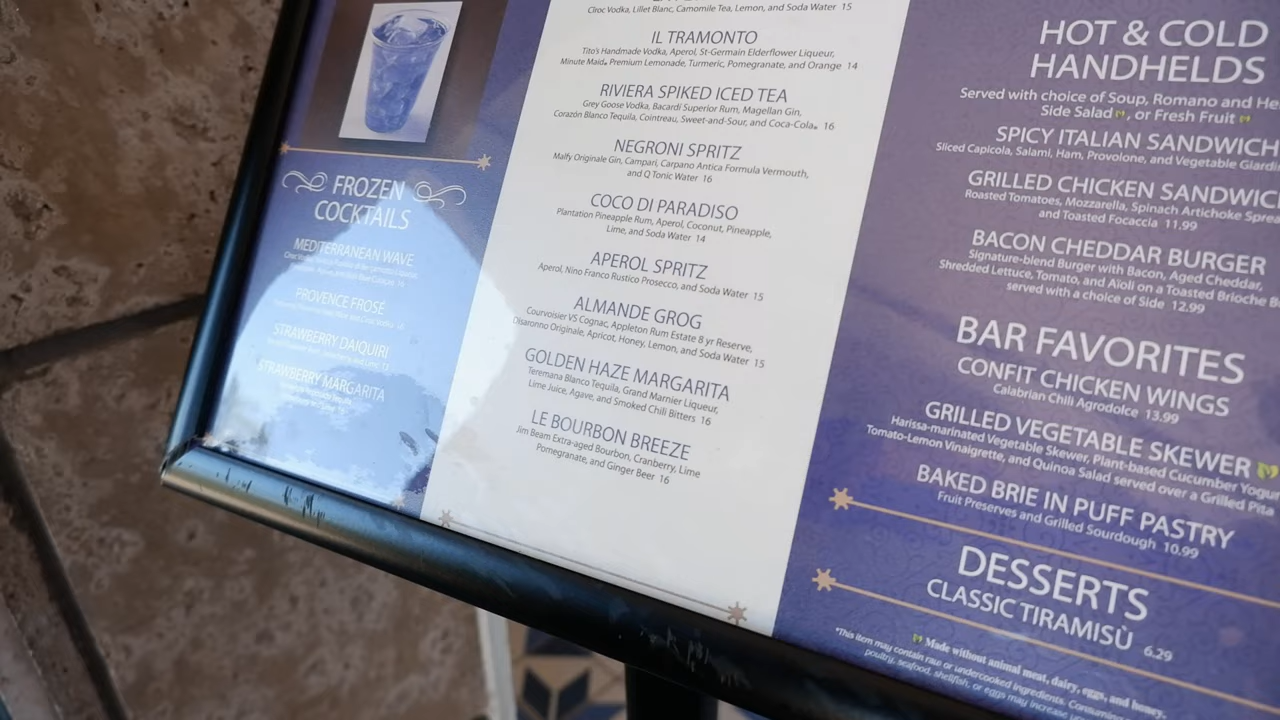 FROZEN
COCKTAILS
MEDITERRANEAN WAVE
PROVENCE FROSÉ
STRAWBERRY DAIQUIRI
STRAWBERRY MARGARITA
Cîroc Vodka, Lillet Blanc, Camomile Tea, Lemon, and Soda Water 15
IL TRAMONTO
Tito's Handmade Vodka, Aperol, St-Germain Elderflower Liqueur,
Minute Maid® Premium Lemonade, Turmeric, Pomegranate, and Orange 14
RIVIERA SPIKED ICED TEA
Grey Goose Vodka, Bacardí Superior Rum, Magellan Gin,
Corazón Blanco Tequila, Cointreau, Sweet-and-Sour, and Coca-Cola® 16
NEGRONI SPRITZ
Malfy Originale Gin, Campari, Carpano Antica Formula Vermouth,
and Q Tonic Water 16
COCO DI PARADISO
Plantation Pineapple Rum, Aperol, Coconut, Pineapple,
Lime, and Soda Water 14
APEROL SPRITZ
Aperol, Nino Franco Rustico Prosecco, and Soda Water 15
ALMANDE GROG
Courvoisier VS Cognac, Appleton Rum Estate 8 yr Reserve,
Disaronno Originale, Apricot, Honey, Lemon, and Soda Water 15
GOLDEN HAZE MARGARITA
Teremana Blanco Tequila, Grand Marnier Liqueur,
Lime Juice, Agave, and Smoked Chili Bitters 16
LE BOURBON BREEZE
Jim Beam Extra-aged Bourbon, Cranberry, Lime
Pomegranate, and Ginger Beer 16
HOT & COLD
HANDHELDS
Served with choice of Soup, Romano and He
Side Salad, or Fresh Fruit
SPICY ITALIAN SANDWICH
Sliced Capicola, Salami, Ham, Provolone, and Vegetable Giardi
GRILLED CHICKEN SANDWIC
Roasted Tomatoes, Mozzarella, Spinach Artichoke Sprea
and Toasted Focaccia 11.99
BACON CHEDDAR BURGER
Signature-blend Burger with Bacon, Aged Cheddar,
Shredded Lettuce, Tomato, and Aioli on a Toasted Brioche B
served with a choice of Side 12.99
BAR FAVORITES
CONFIT CHICKEN WINGS
Calabrian Chili Agrodolce 13.99
GRILLED VEGETABLE SKEWER
Harissa-marinated Vegetable Skewer, Plant-based Cucumber Yogur
Tomato-Lemon Vinaigrette, and Quinoa Salad served over a Grilled Pita
BAKED BRIE IN PUFF PASTRY
Fruit Preserves and Grilled Sourdough 10.99
DESSERTS
CLASSIC TIRAMISÙ 6.29
Made without animal meat, dairy, eggs, and honey.
*This item may contain raw or undercooked ingredients. Consumin
poultry, seafood, shellfish, or eggs may increase